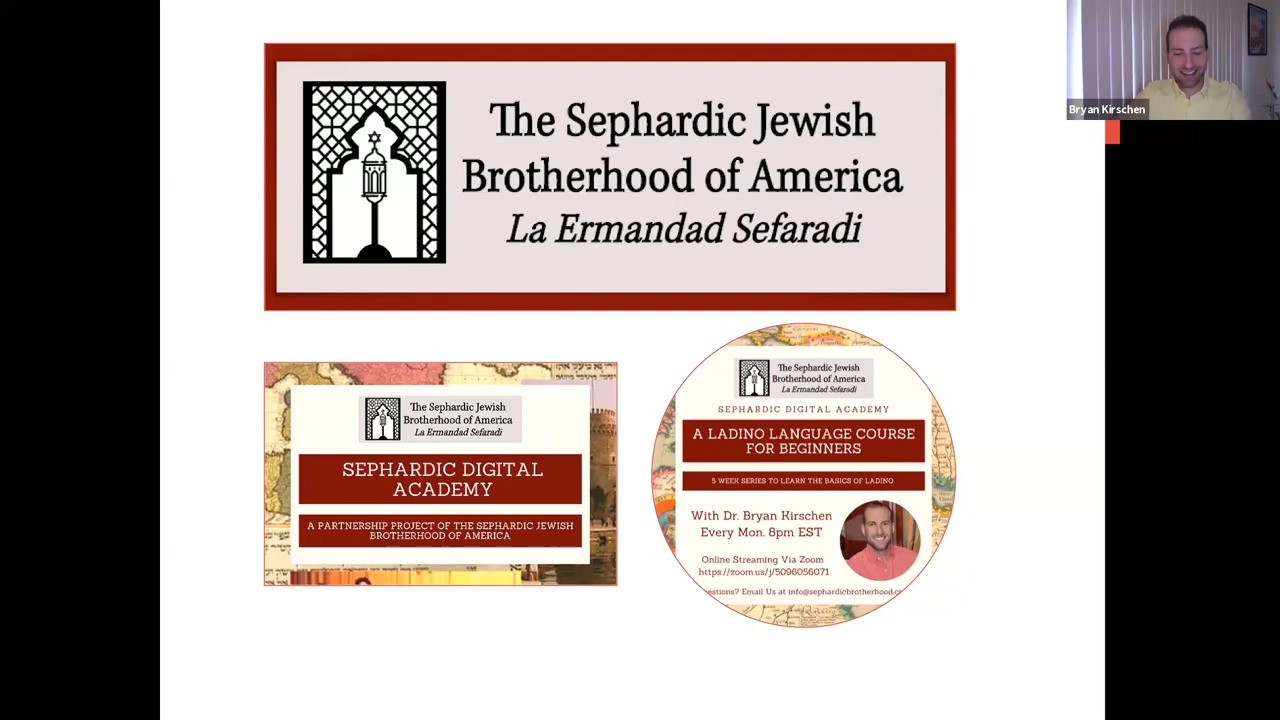 Bryan Kirschen
The Sephardic Jewish
Brotherhood of America
La Ermandad Sefaradi
The Sephardic Jewish
Brotherhood of America
La Ermandad Sefaradi
SEPHARDIC DIGITAL
ACADEMY
A PARTNERSHIP PROJECT OF THE SEPHARDIC JEWISH
BROTHERHOOD OF AMERICA
The Sephardic Jewish
Brotherhood of America
La Ermandad Sefaradi
SEPHARDIC DIGITAL ACADEMY
A LADINO LANGUAGE COURSE
FOR BEGINNERS
5 WEEK SERIES TO LEARN THE BASICS OF LADINO
With Dr. Bryan Kirschen
Every Mon. 8pm EST
Online Streaming Via Zoom
https://zoom.us/j/5096056071
Email Us at